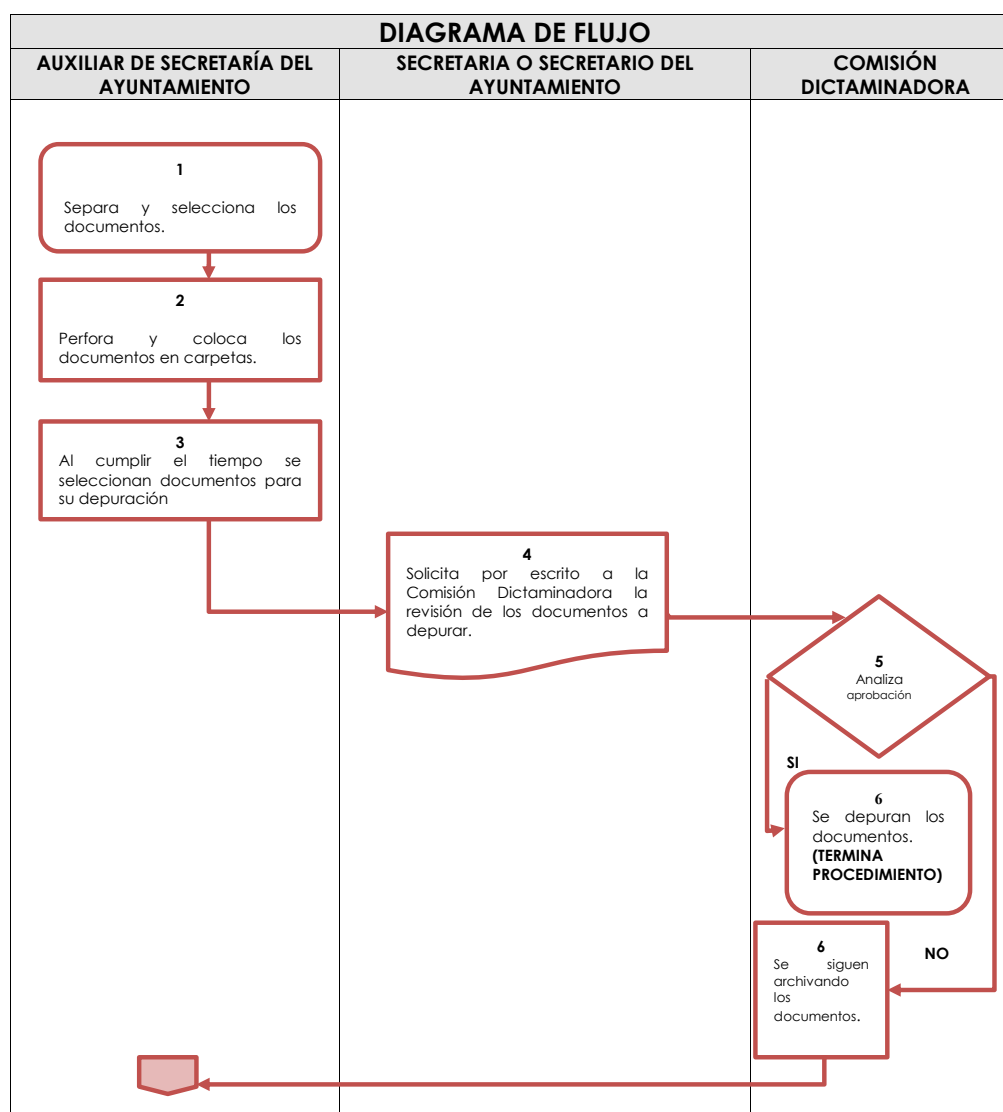 DIAGRAMA DE FLUJO
AUXILIAR DE SECRETARÍA DEL
AYUNTAMIENTO
SECRETARIA O SECRETARIO DEL
AYUNTAMIENTO
COMISIÓN
DICTAMINADORA
1
Separa y selecciona los
documentos.
2
Perfora y coloca los
documentos en carpetas.
3
Al cumplir el tiempo se
seleccionan documentos para
su depuración
4
Solicita por escrito a la
Comisión Dictaminadora la
revisión de los documentos a
depurar.
5
Analiza
aprobación
SI
6
Se depuran los
documentos.
(TERMINA
PROCEDIMIENTO)
6
Se siguen
archivando
los
documentos.
NO